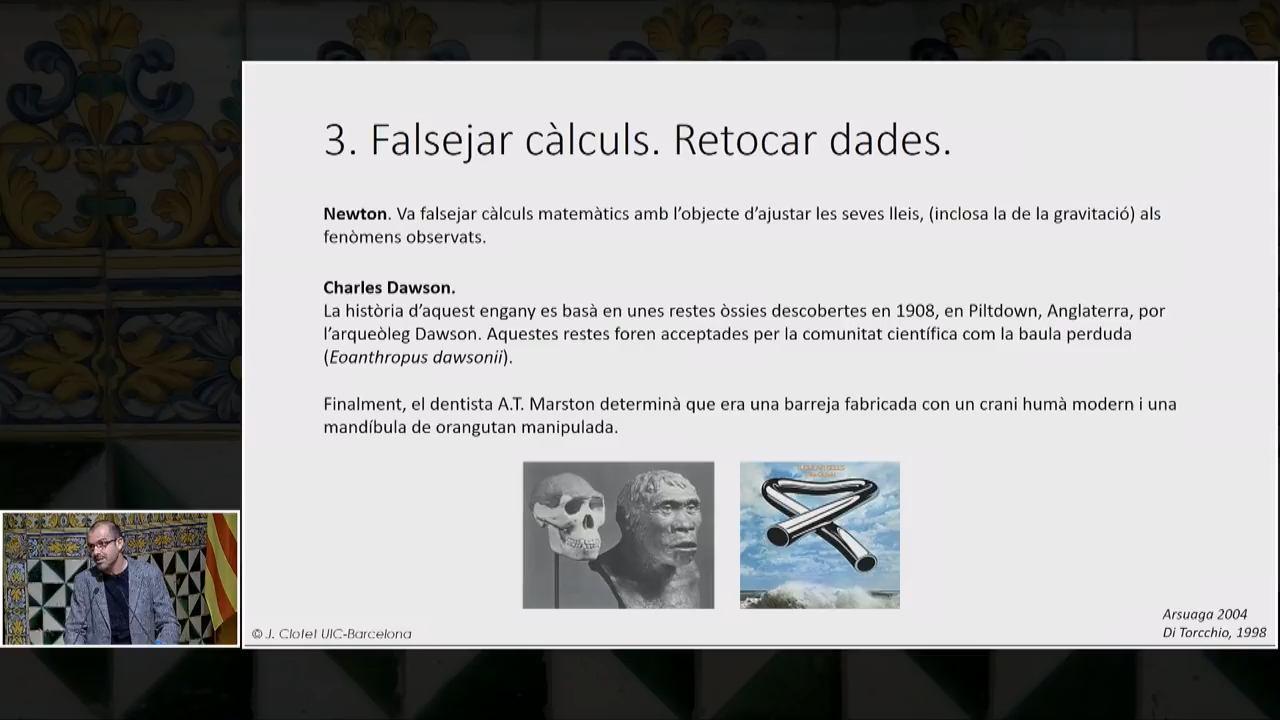 3. Falsejar càlculs. Retocar dades.
Newton. Va falsejar càlculs matemàtics amb l'objecte d'ajustar les seves lleis, (inclosa la de la gravitació) als
fenòmens observats.
Charles Dawson.
La història d'aquest engany es basà en unes restes òssies descobertes en 1908, en Piltdown, Anglaterra, por
l'arqueòleg Dawson. Aquestes restes foren acceptades per la comunitat científica com la baula perduda
(Eoanthropus dawsonii).
Finalment, el dentista A.T. Marston determinà que era una barreja fabricada con un crani humà modern i una
mandíbula de orangutan manipulada.
Arsuaga 2004
Di Torcchio, 1998
© J. Clotet UIC-Barcelona